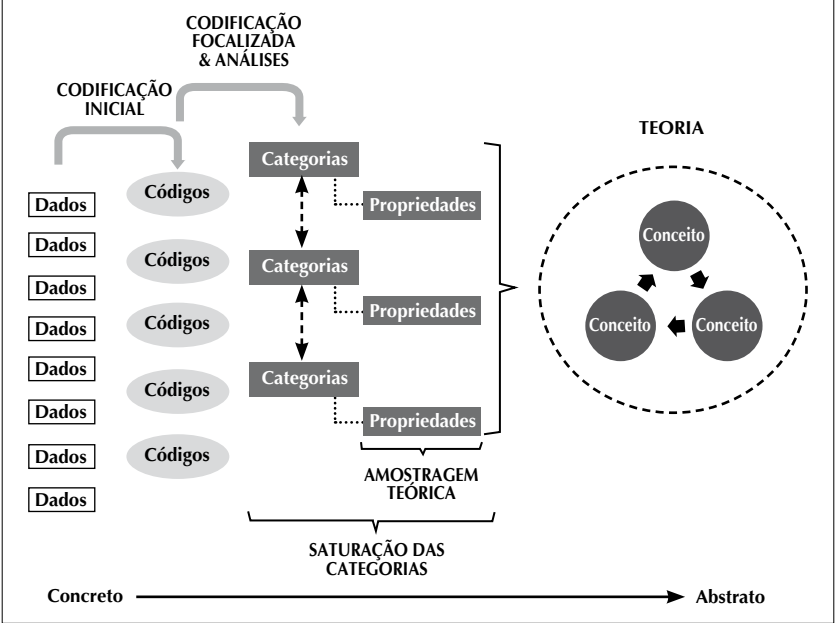 CODIFICAÇÃO
FOCALIZADA
& ANÁLISES
CODIFICAÇÃO
INICIAL
TEORIA
Dados
Dados
Dados
Dados
Dados
Dados
Dados
Dados
Códigos
Códigos
Códigos
Códigos
Códigos
Categorias
Propriedades
Categorias
Propriedades
Categorias
Propriedades
Conceito
Conceito
Conceito
AMOSTRAGEM
TEÓRICA
SATURAÇÃO DAS
CATEGORIAS
Concreto
Abstrato